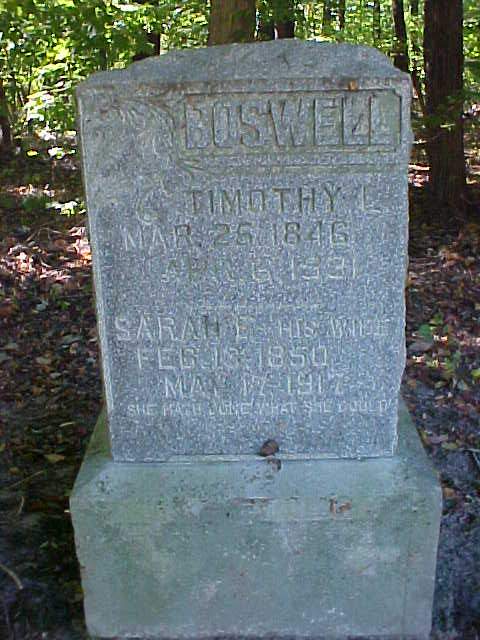 BOSWELL
TIMOTHY L
MAR. 26. 1846
1931
SARAH E. HIS WIFE
FEB. 13. 1850
MAY 17. 1917
SHE HATH DONE WHAT SHE COULD